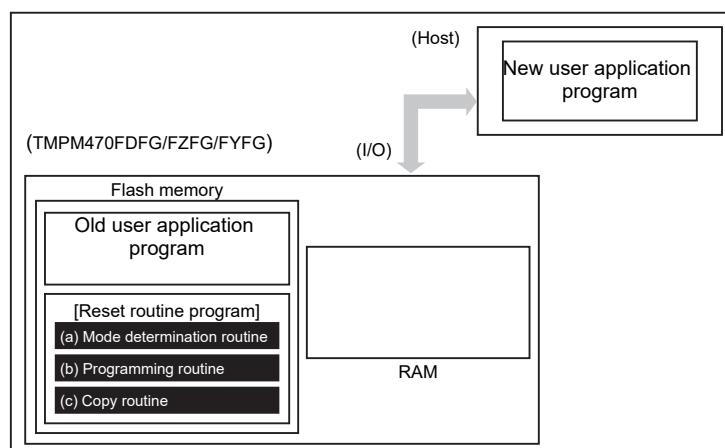 (Host)
New user application
program
(TMPM470FDFG/FZFG/FYFG)
(I/O)
Flash memory
Old user application
program
[Reset routine program]
(a) Mode determination routine
(b) Programming routine
(c) Copy routine
RAM